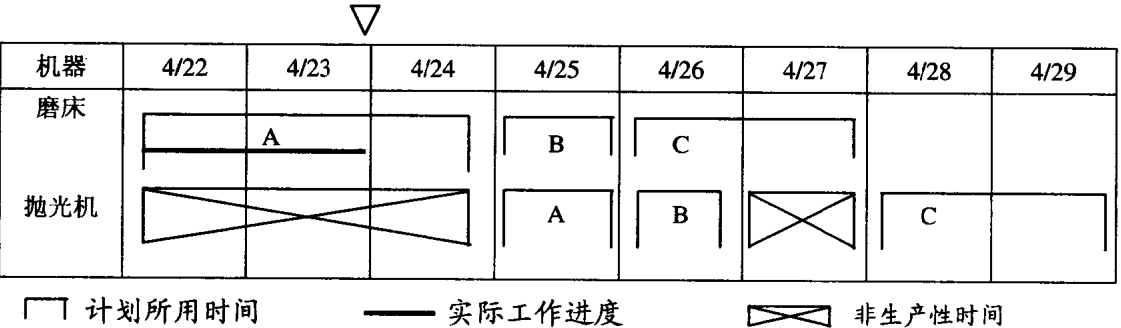 机器 4/22 4/23 4/24 4/25 4/26 4/27 4/28 4/29
磨床 A B C
抛光机 A B C
计划所用时间 实际工作进度 非生产性时间